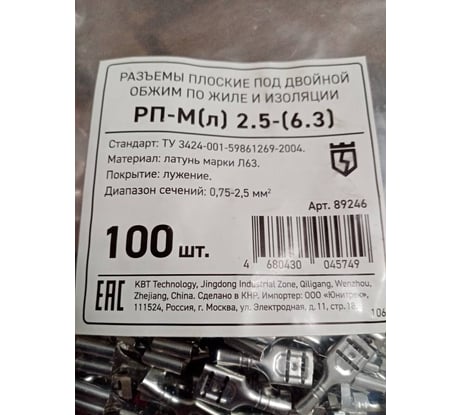 РАЗЪЕМЫ ПЛОСКИЕ ПОД ДВОЙНОЙ
ОБЖИМ ПО ЖИЛЕ И ИЗОЛЯЦИИ
РП-М(л) 2.5-(6.3)
Стандарт: ТУ 3424-001-59861269-2004.
Материал: латунь марки Л63.
Покрытие: лужение.
Диапазон сечений: 0,75-2,5 мм²
Арт. 89246
100 шт.
4 680430 045749
EAC
KBT Technology, Jingdong Industrial Zone, Qiligang, Wenzhou,
Zhejiang, China. Сделано в КНР. Импортер: ООО «Юнитрек»,
111524, Россия, г. Москва, ул. Электродная, д. 11, стр.18
106